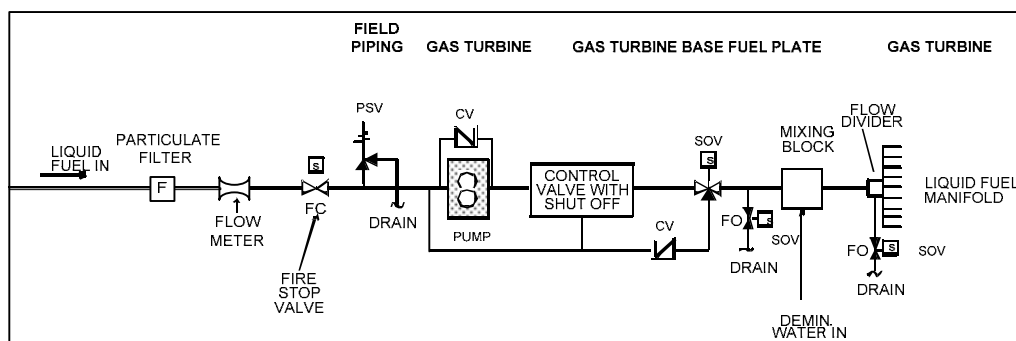 FIELD
PIPING
GAS TURBINE
GAS TURBINE BASE FUEL PLATE
GAS TURBINE
PSV
CV
SOV
FLOW
DIVIDER
MIXING
BLOCK
PARTICULATE
FILTER
LIQUID
FUEL IN
S
S
F
CONTROL
VALVE WITH
SHUT OFF
LIQUID FUEL
MANIFOLD
FC
DRAIN
FLOW
METER
PUMP
CV
FO
S
SOV
DRAIN
FO
S
SOV
DRAIN
FIRE
STOP
VALVE
DEMIN.
WATER IN